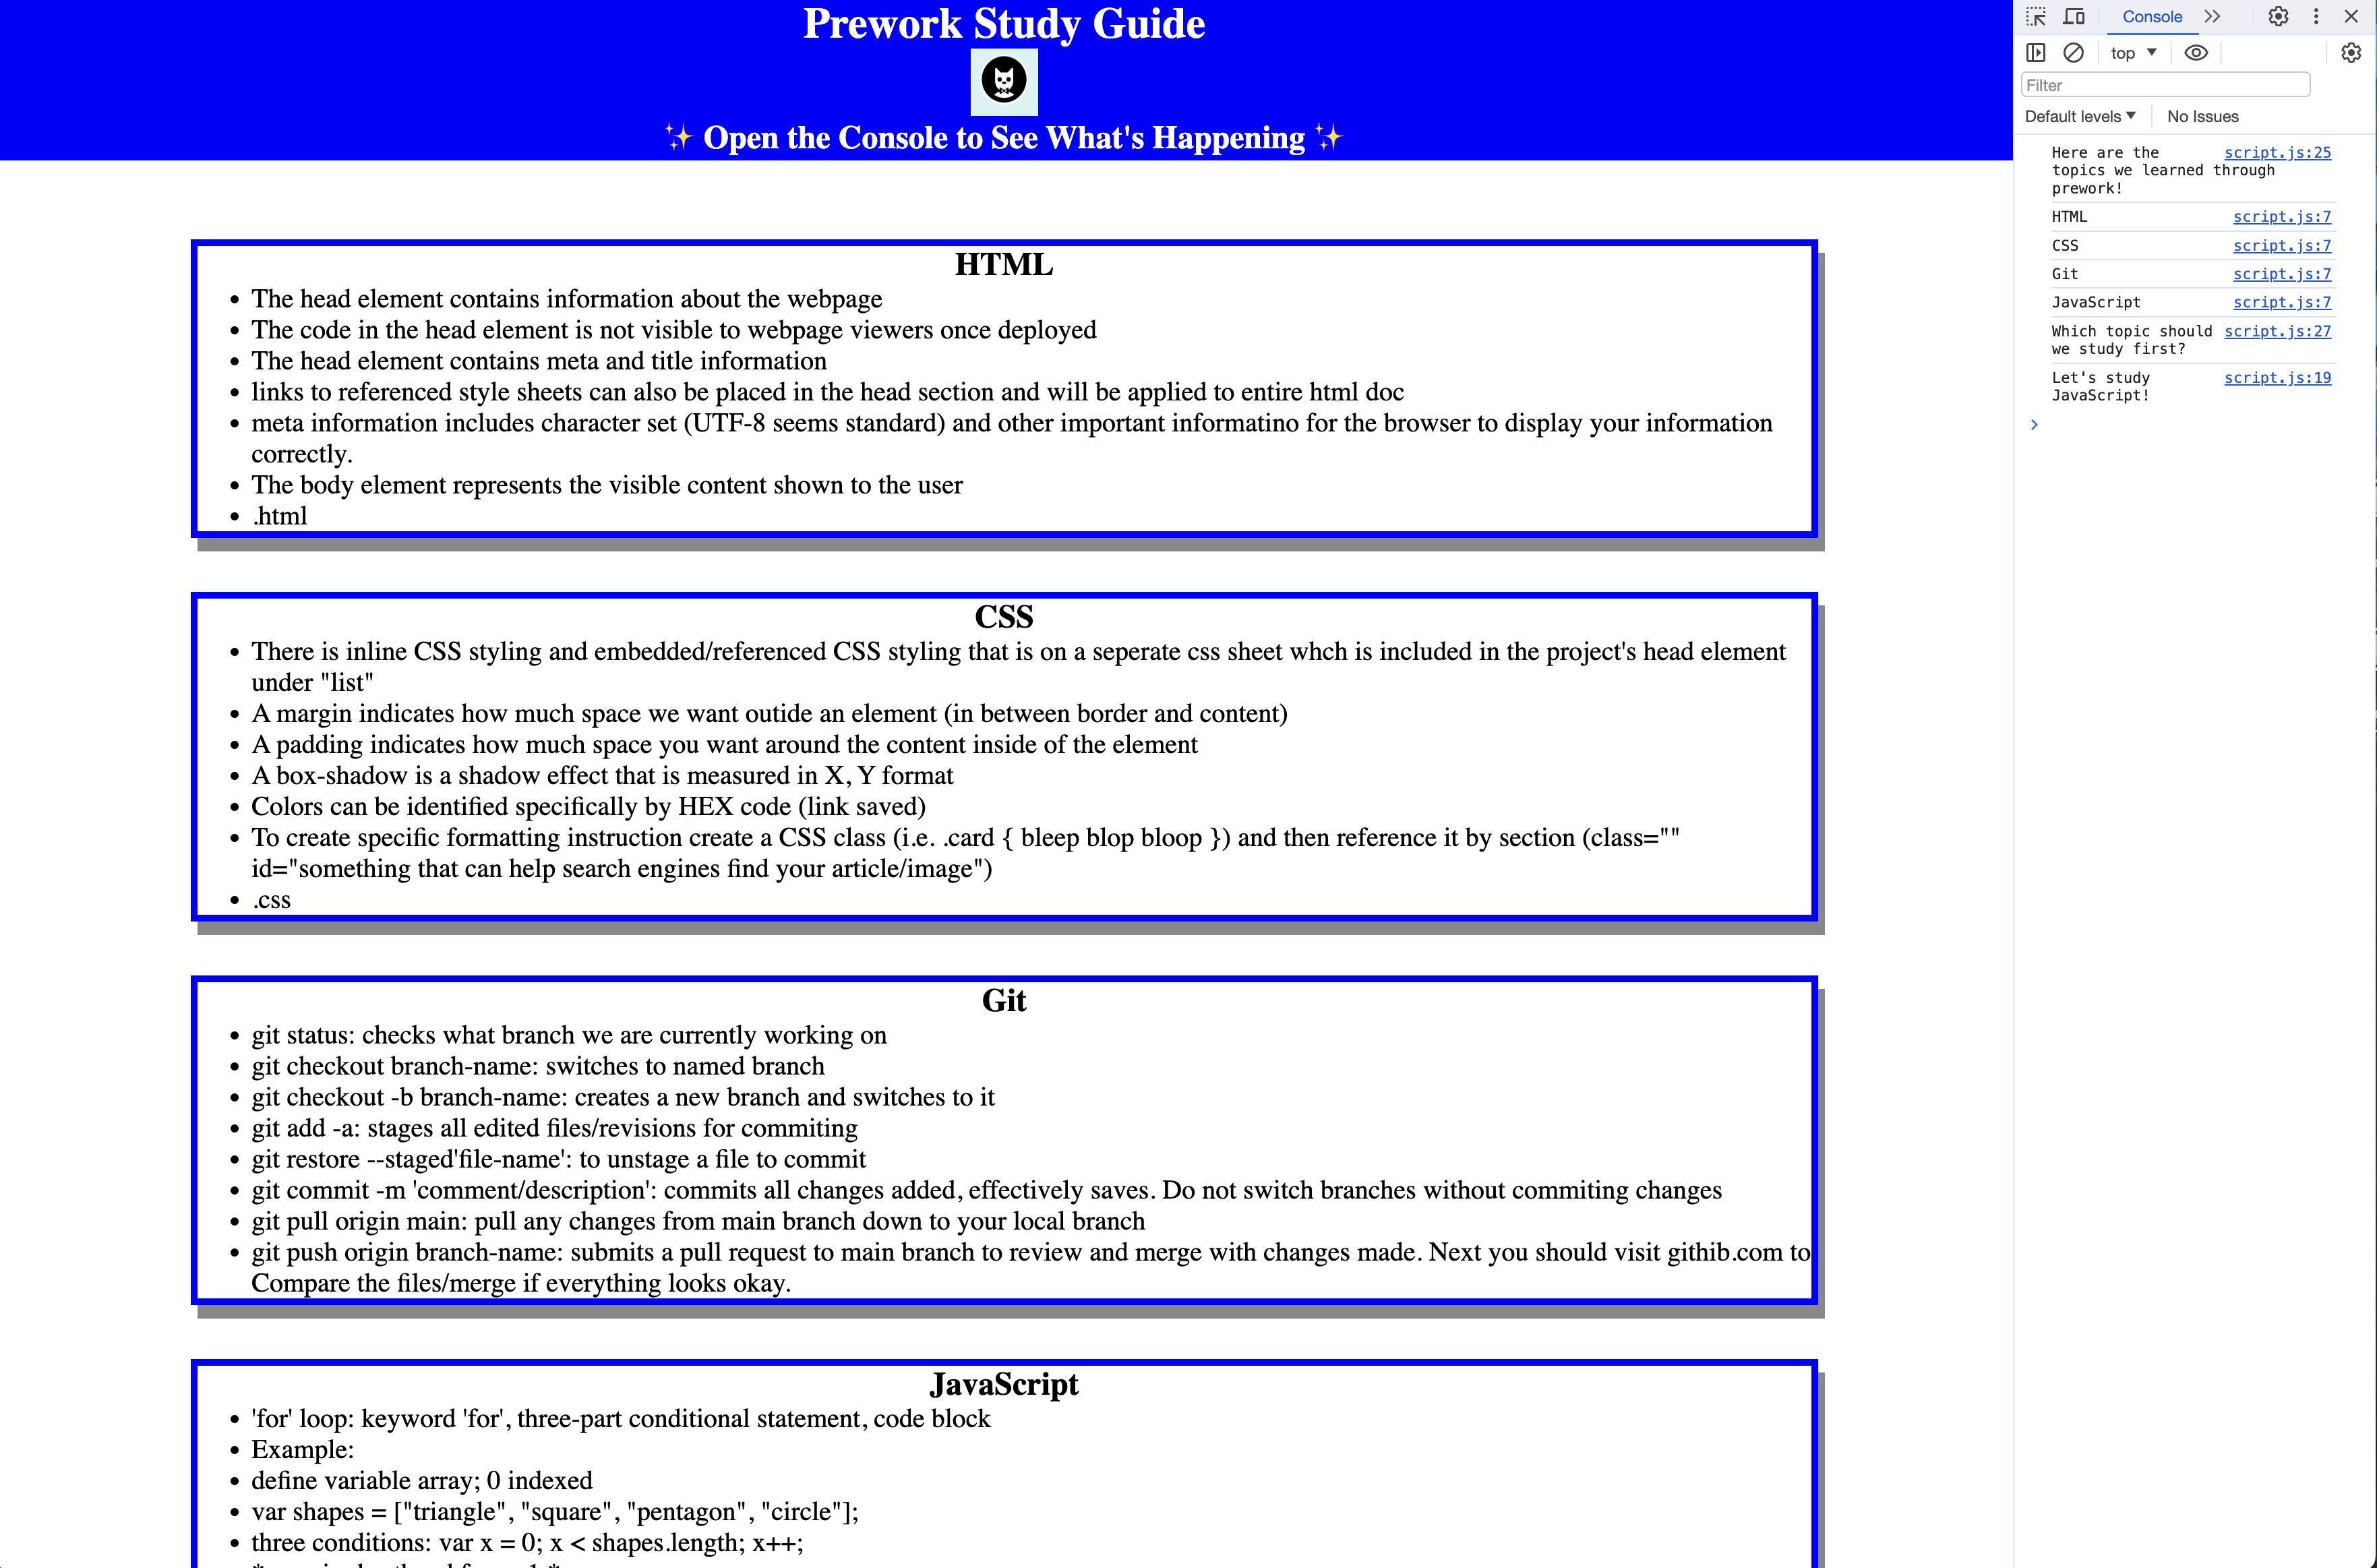 Prework Study Guide
✨ Open the Console to See What's Happening ✨
HTML
• The head element contains information about the webpage
• The code in the head element is not visible to webpage viewers once deployed
• The head element contains meta and title information
• links to referenced style sheets can also be placed in the head section and will be applied to entire html doc
• meta information includes character set (UTF-8 seems standard) and other important informatino for the browser to display your information
correctly.
• The body element represents the visible content shown to the user
• .html
CSS
• There is inline CSS styling and embedded/referenced CSS styling that is on a seperate css sheet whch is included in the project's head element
under "list"
• A margin indicates how much space we want outide an element (in between border and content)
• A padding indicates how much space you want around the content inside of the element
• A box-shadow is a shadow effect that is measured in X, Y format
• Colors can be identified specifically by HEX code (link saved)
• To create specific formatting instruction create a CSS class (i.e. .card { bleep blop bloop }) and then reference it by section (class=""
id="something that can help search engines find your article/image")
• .css
Git
• git status: checks what branch we are currently working on
• git checkout branch-name: switches to named branch
• git checkout -b branch-name: creates a new branch and switches to it
• git add -a: stages all edited files/revisions for commiting
• git restore --staged'file-name': to unstage a file to commit
• git commit -m 'comment/description': commits all changes added, effectively saves. Do not switch branches without commiting changes
• git pull origin main: pull any changes from main branch down to your local branch
• git push origin branch-name: submits a pull request to main branch to review and merge with changes made. Next you should visit githib.com to
Compare the files/merge if everything looks okay.
JavaScript
• 'for' loop: keyword 'for', three-part conditional statement, code block
• Example:
• define variable array; 0 indexed
• var shapes = ["triangle", "square", "pentagon", "circle"];
• three conditions: var x = 0; x < shapes.length; x++;
Console
top
Filter
Default levels No Issues
Here are the script.js:25
topics we learned through
prework!
HTML script.js:7
CSS script.js:7
Git script.js:7
JavaScript script.js:7
Which topic should script.js:27
we study first?
Let's study script.js:19
JavaScript!